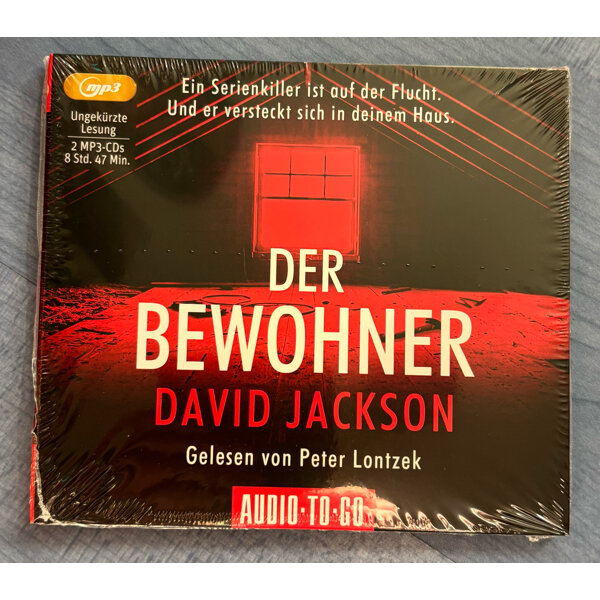 mp3
Ein Serienkiller ist auf der Flucht.
Und er versteckt sich in deinem Haus.
Ungekürzte
Lesung
2 MP3-CDs
8 Std. 47 Min.
DER
BEWOHNER
DAVID JACKSON
Gelesen von Peter Lontzek
AUDIO·TO·GO